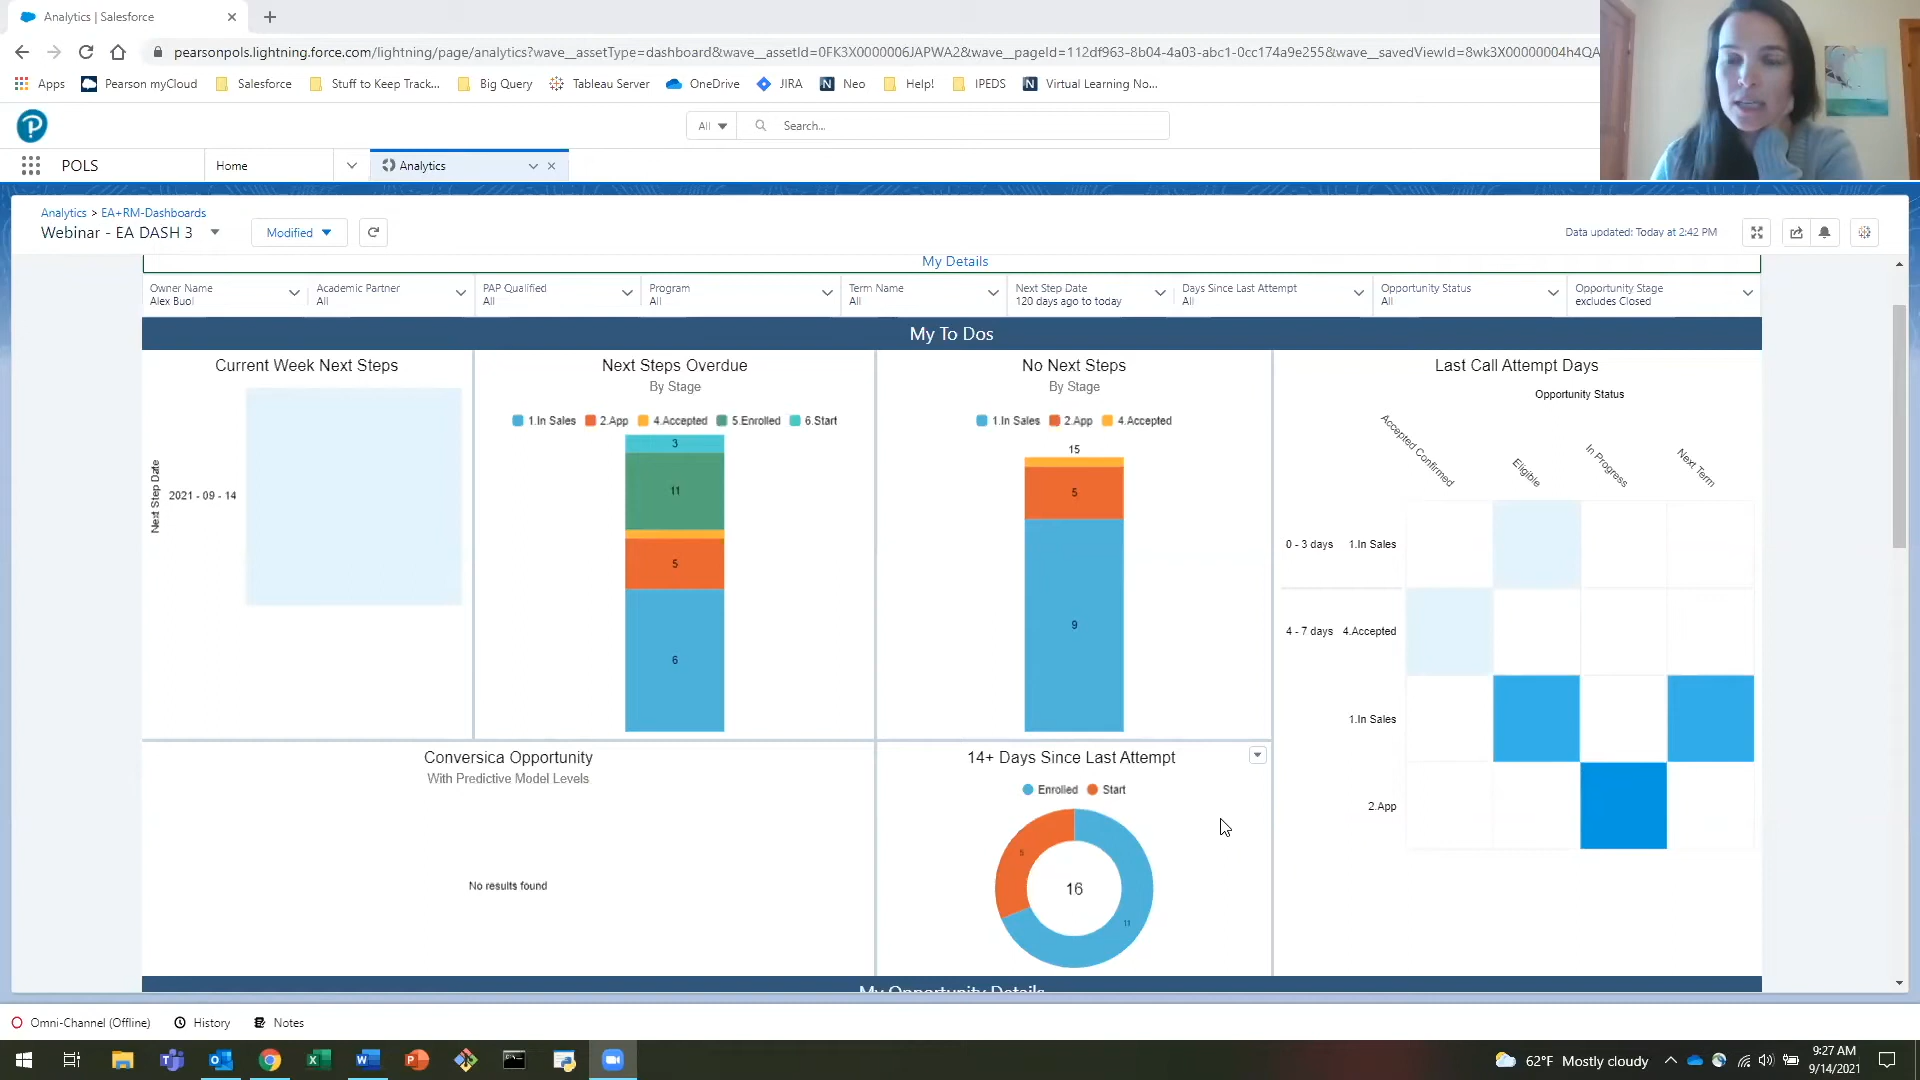 Analytics | Salesforce
pearsonpols.lightning.force.com/lightning/page/analytics?wave__assetType=dashboard&wave__assetId=0FK3X0000006JAPWA2&wave__pageId=112df963-8b04-4a03-abc1-0cc174a9e255&wave__savedViewId=8wk3X00000004h4QA
Apps Pearson myCloud Salesforce Stuff to Keep Track... Big Query Tableau Server OneDrive JIRA Neo Help! IPEDS Virtual Learning No...
All Search...
POLS Home Analytics
Analytics > EA+RM-Dashboards
Webinar - EA DASH 3 Modified Data updated: Today at 2:42 PM
My Details
Owner Name Academic Partner PAP Qualified Program Term Name Next Step Date Days Since Last Attempt Opportunity Status Opportunity Stage
Alex Buol All All All All 120 days ago to today All All excludes Closed
My To Dos
Current Week Next Steps
Next Step Date
2021 - 09 - 14
Next Steps Overdue
By Stage
1.In Sales 2.App 4.Accepted 5.Enrolled 6.Start
3
11
5
6
No Next Steps
By Stage
1.In Sales 2.App 4.Accepted
15
5
9
Last Call Attempt Days
Opportunity Status
Accepted Confirmed Eligible In Progress Next Term
0 - 3 days 1.In Sales
4 - 7 days 4.Accepted
1.In Sales
2.App
Conversica Opportunity
With Predictive Model Levels
No results found
14+ Days Since Last Attempt
Enrolled Start
5
16
11
My Opportunity Details
Omni-Channel (Offline) History Notes
62°F Mostly cloudy
9:27 AM
9/14/2021